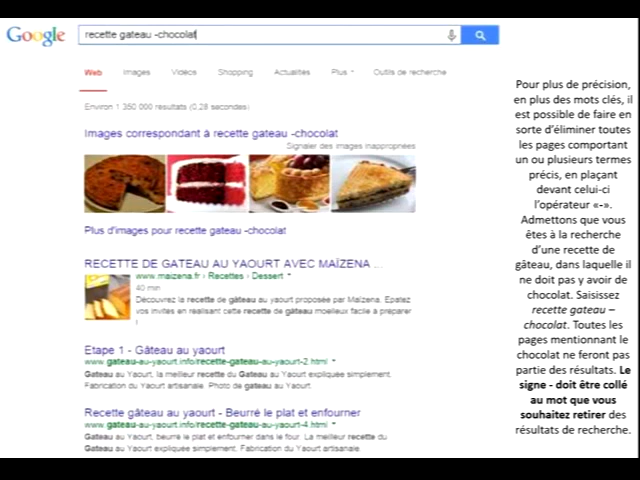 Google
recette gateau -chocolat
Web Images Vidéos Shopping Actualités Plus Outils de recherche
Environ 1 350 000 résultats (0,28 secondes)
Images correspondant à recette gateau -chocolat
Signaler des images inappropriées
Plus d'images pour recette gateau -chocolat
RECETTE DE GATEAU AU YAOURT AVEC MAÏZENA ...
www.maizena.fr › Recettes › Dessert
40 min
Découvrez la recette de gâteau au yaourt proposée par Maïzena. Epatez
vos invités en réalisant cette recette de gâteau moelleux facile à préparer
!
Etape 1 - Gâteau au yaourt
www.gateau-au-yaourt.info/recette-gateau-au-yaourt-2.html
Gateau au Yaourt, la meilleur recette du Gateau au Yaourt expliquée simplement.
Fabrication du Yaourt artisanale. Photo de gateau au Yaourt.
Recette gâteau au yaourt - Beurré le plat et enfourner
www.gateau-au-yaourt.info/recette-gateau-au-yaourt-4.html
Gateau au Yaourt, beurrer le plat et enfourner dans le four. La meilleur recette du
Gateau au Yaourt expliquée simplement. Fabrication du Yaourt artisanale
Pour plus de précision,
en plus des mots clés, il
est possible de faire en
sorte d'éliminer toutes
les pages comportant
un ou plusieurs termes
précis, en plaçant
devant celui-ci
l'opérateur «-».
Admettons que vous
êtes à la recherche
d'une recette de
gâteau, dans laquelle il
ne doit pas y avoir de
chocolat. Saisissez
recette gateau –
chocolat. Toutes les
pages mentionnant le
chocolat ne feront pas
partie des résultats. Le
signe - doit être collé
au mot que vous
souhaitez retirer des
résultats de recherche.